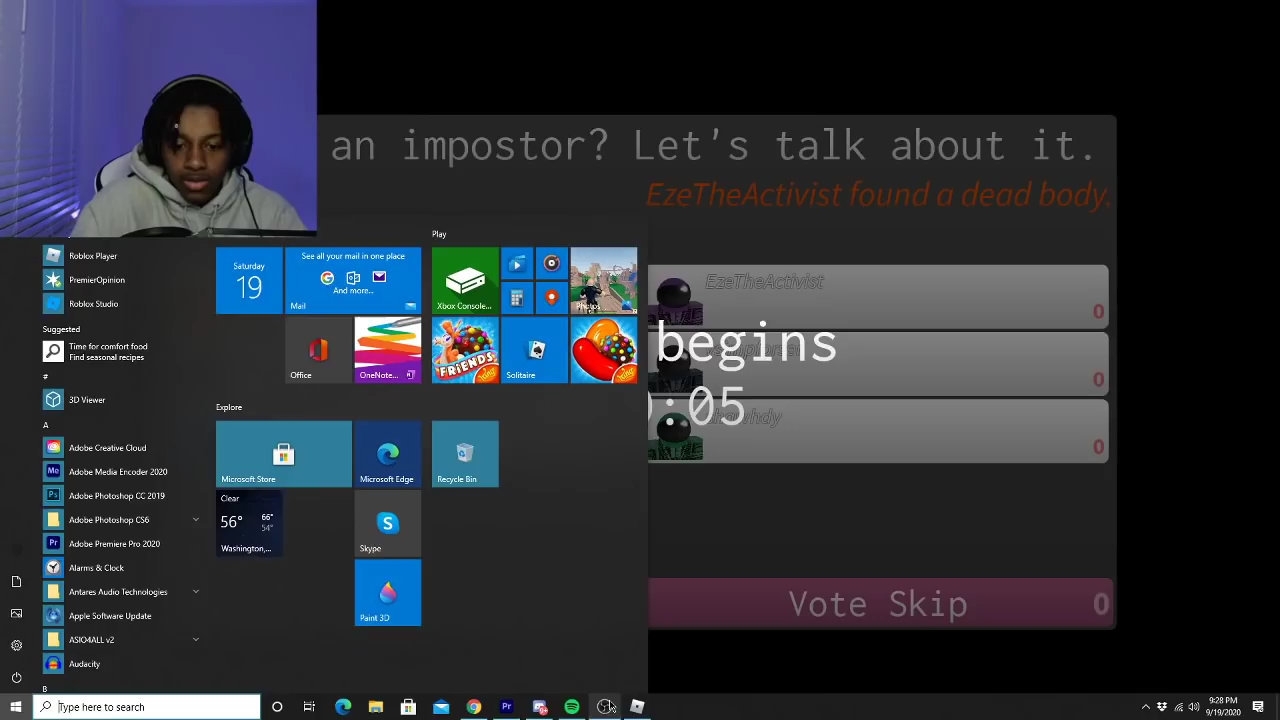 an impostor? Let's talk about it.
EzeTheActivist found a dead body.
EzeTheActivist
0
begins
0
:05
0
Vote Skip
0
Roblox Player
PremierOpinion
Roblox Studio
Suggested
Time for comfort food
Find seasonal recipes
#
3D Viewer
A
Adobe Creative Cloud
Adobe Media Encoder 2020
Adobe Photoshop CC 2019
Adobe Photoshop CS6
Adobe Premiere Pro 2020
Alarms & Clock
Antares Audio Technologies
Apple Software Update
ASIO4ALL v2
Audacity
B
Saturday
19
See all your mail in one place
And more...
Mail
Office
OneNote...
Explore
Microsoft Store
Microsoft Edge
Clear
56°
66°
54°
Washington,...
Skype
Paint 3D
Play
Xbox Console...
Photos
FRIENDS
King
Solitaire
King
Recycle Bin
Type here to search
9:28 PM
9/19/2020